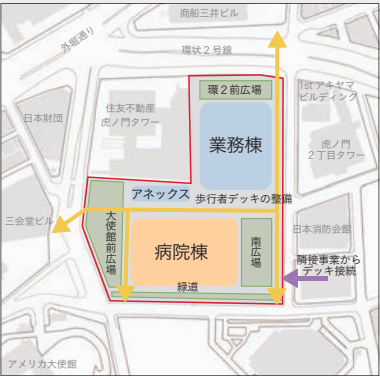 商船三井ビル
外堀通り
環状2号線
環2前広場
1stアキヤマ
ビルディング
住友不動産
虎ノ門タワー
日本財団
業務棟
虎ノ門
2丁目タワー
アネックス
歩行者デッキの整備
三会堂ビル
大使館前広場
病院棟
南広場
日本消防会館
隣接事業から
デッキ接続
緑道
アメリカ大使館